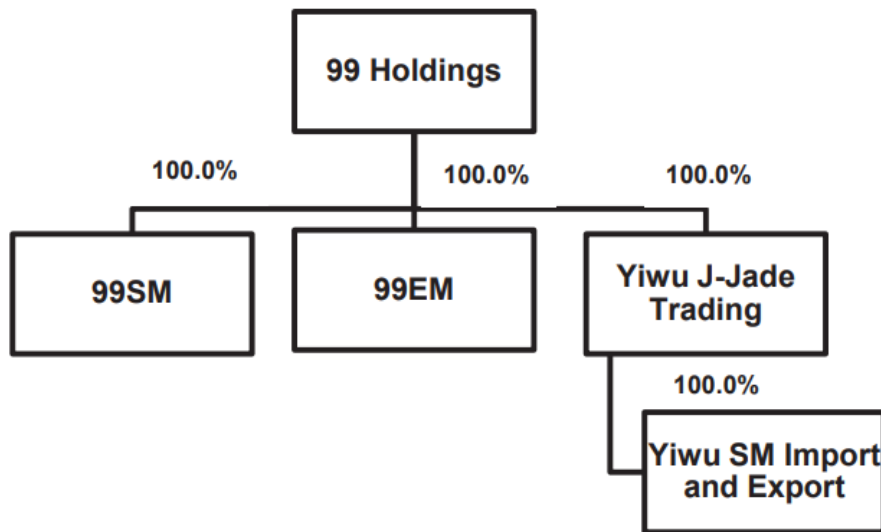 99 Holdings
100.0%
100.0%
100.0%
99SM
99EM
Yiwu J-Jade
Trading
100.0%
Yiwu SM Import
and Export